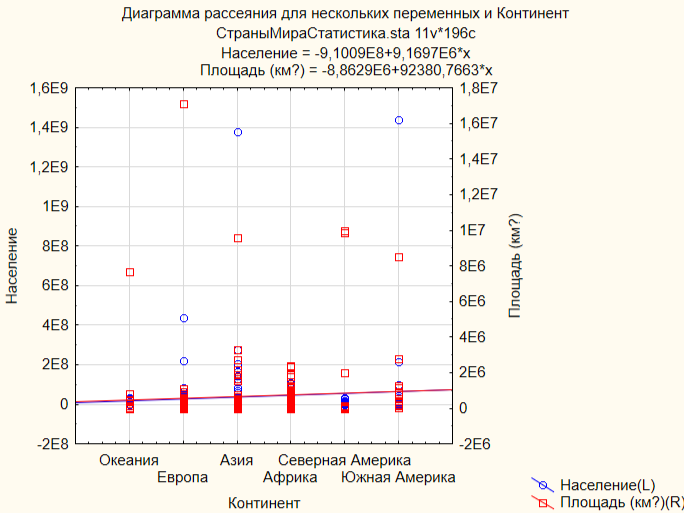 Диаграмма рассеяния для нескольких переменных и Континент
СтраныМираСтатистика.sta 11v*196c
Население = -9,1009E8+9,1697E6*x
Площадь (км?) = -8,8629E6+92380,7663*x
1,6E9
1,4E9
1,2E9
1E9
8E8
6E8
4E8
2E8
0
-2E8
Население
1,8E7
1,6E7
1,4E7
1,2E7
1E7
8E6
6E6
4E6
2E6
0
-2E6
Площадь (км?)
Океания
Азия
Северная Америка
Европа
Африка
Южная Америка
Континент
Население(L)
Площадь (км?)(R)